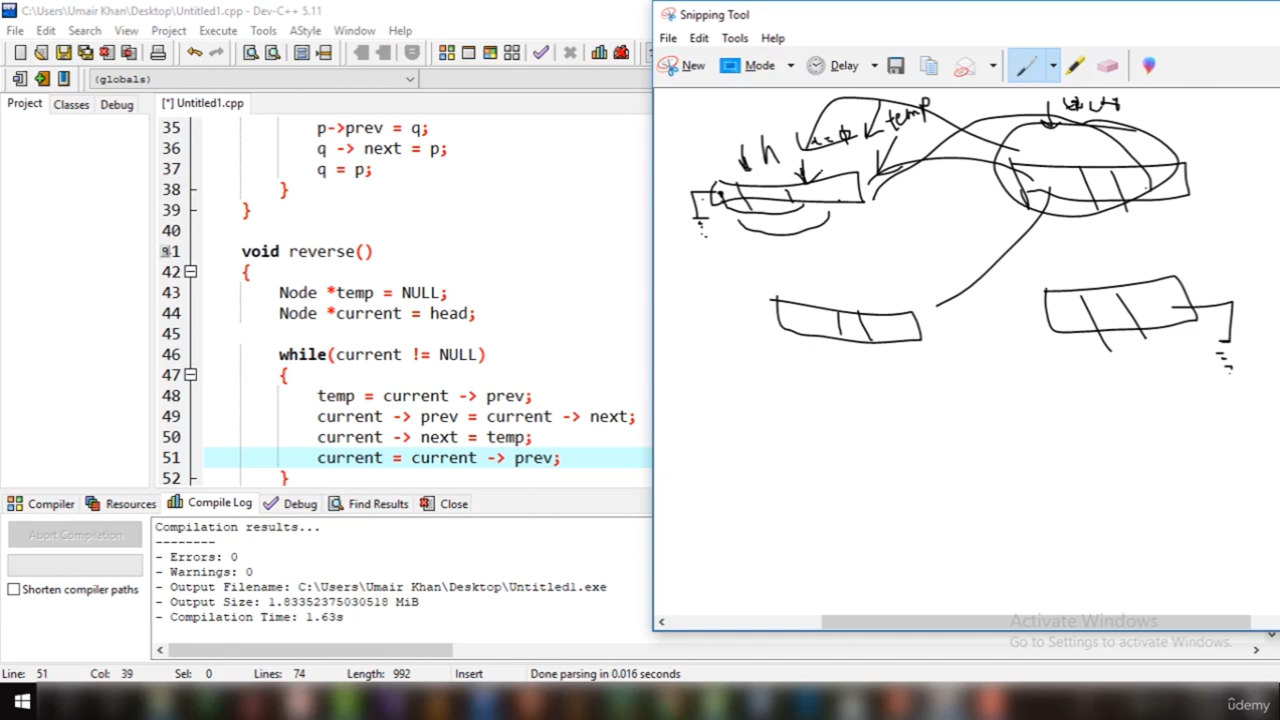 C:\Users\Umair Khan\Desktop\Untitled1.cpp - Dev-C++ 5.11
File Edit Search View Project Execute Tools AStyle Window Help
(globals)
Project Classes Debug
[*] Untitled1.cpp
35 p->prev = q;
36 q -> next = p;
37 q = p;
38 }
39 }
40
41 void reverse()
42 {
43 Node *temp = NULL;
44 Node *current = head;
45
46 while(current != NULL)
47 {
48 temp = current -> prev;
49 current -> prev = current -> next;
50 current -> next = temp;
51 current = current -> prev;
52 }
Compiler Resources Compile Log Debug Find Results Close
Abort Compilation
Shorten compiler paths
Compilation results...
--------
- Errors: 0
- Warnings: 0
- Output Filename: C:\Users\Umair Khan\Desktop\Untitled1.exe
- Output Size: 1.83352375030518 MiB
- Compilation Time: 1.63s
Line: 51 Col: 39 Sel: 0 Lines: 74 Length: 992 Insert Done parsing in 0.016 seconds
Snipping Tool
File Edit Tools Help
New Mode Delay
temp
h
Activate Windows
Go to Settings to activate Windows.
ûdemy